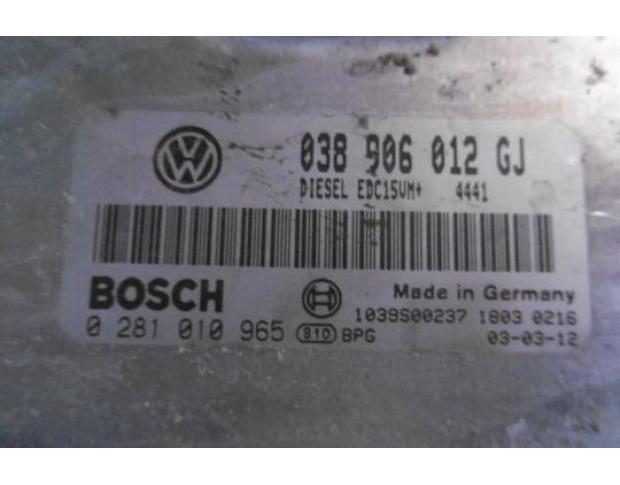 038 906 012 GJ
DIESEL EDC15VM+ 4441
BOSCH
Made in Germany
0 281 010 965
1039S00237 1803 0216
810 BPG
03-03-12